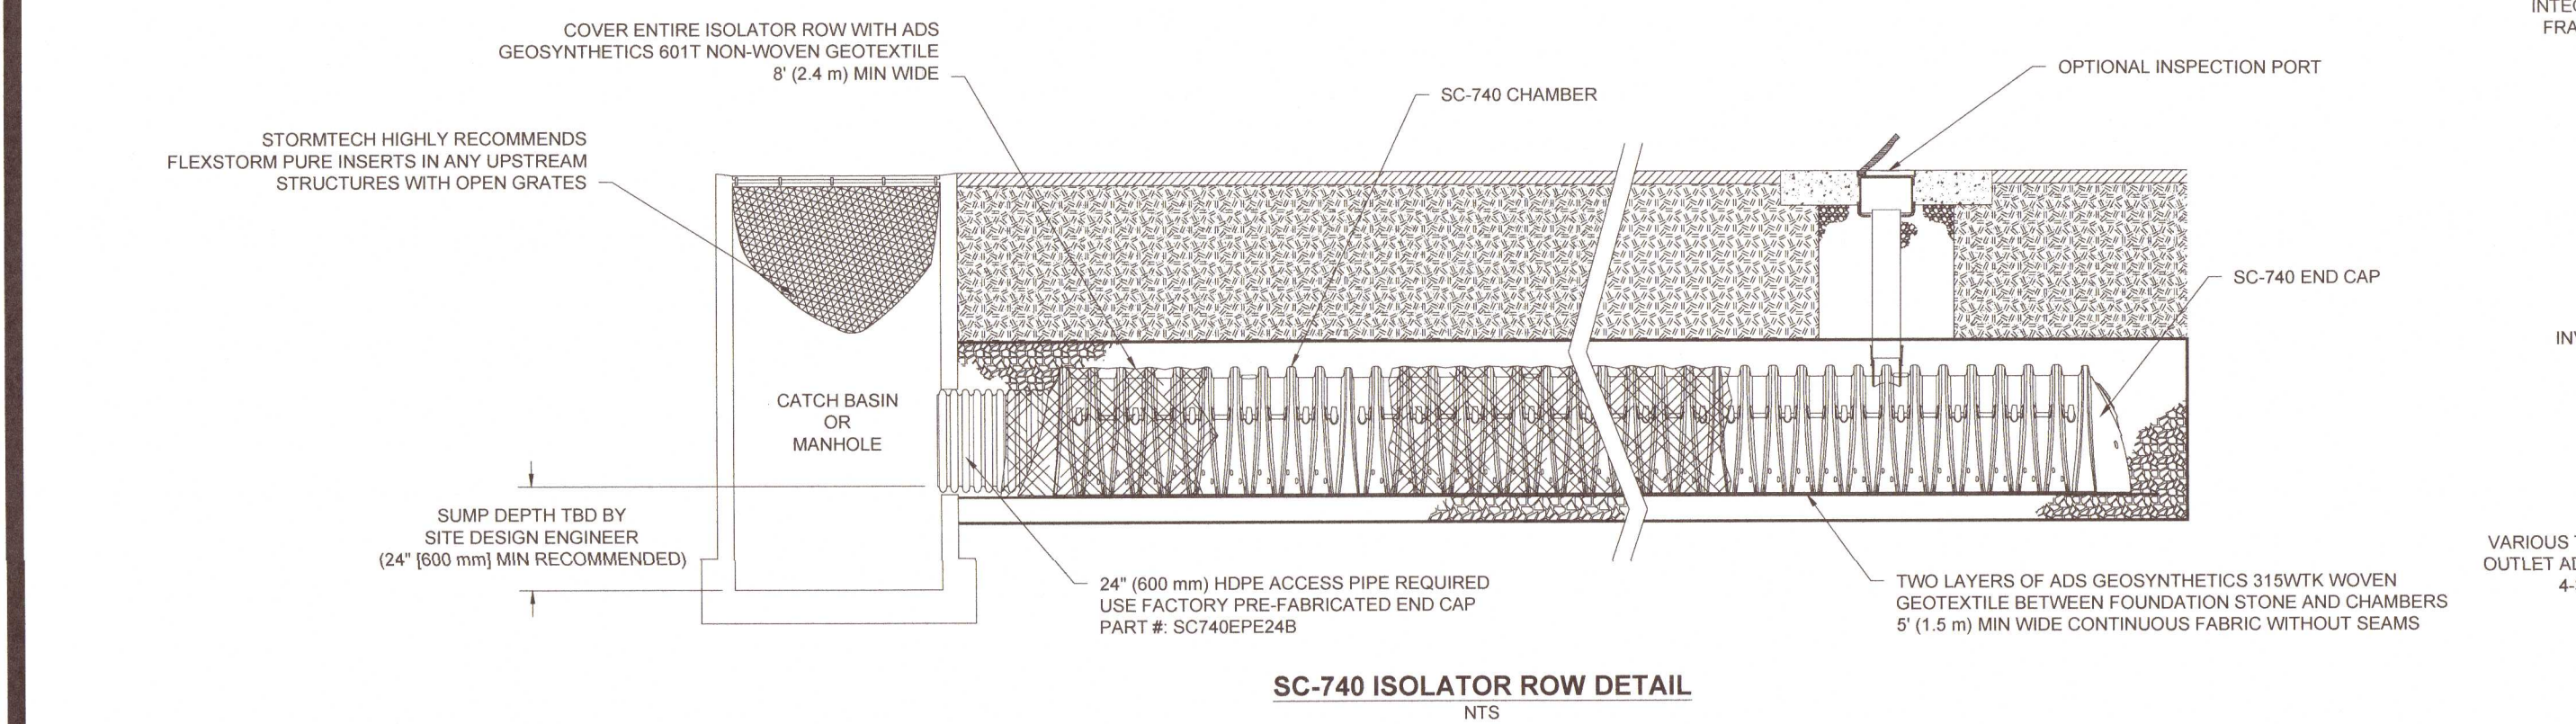 COVER ENTIRE ISOLATOR ROW WITH ADS
GEOSYNTHETICS 601T NON-WOVEN GEOTEXTILE
8' (2.4 m) MIN WIDE
STORMTECH HIGHLY RECOMMENDS
FLEXSTORM PURE INSERTS IN ANY UPSTREAM
STRUCTURES WITH OPEN GRATES
SC-740 CHAMBER
OPTIONAL INSPECTION PORT
SC-740 END CAP
CATCH BASIN
OR
MANHOLE
SUMP DEPTH TBD BY
SITE DESIGN ENGINEER
(24" [600 mm] MIN RECOMMENDED)
24" (600 mm) HDPE ACCESS PIPE REQUIRED
USE FACTORY PRE-FABRICATED END CAP
PART #: SC740EPE24B
TWO LAYERS OF ADS GEOSYNTHETICS 315WTK WOVEN
GEOTEXTILE BETWEEN FOUNDATION STONE AND CHAMBERS
5' (1.5 m) MIN WIDE CONTINUOUS FABRIC WITHOUT SEAMS
SC-740 ISOLATOR ROW DETAIL
NTS
VARIOUS
OUTLET